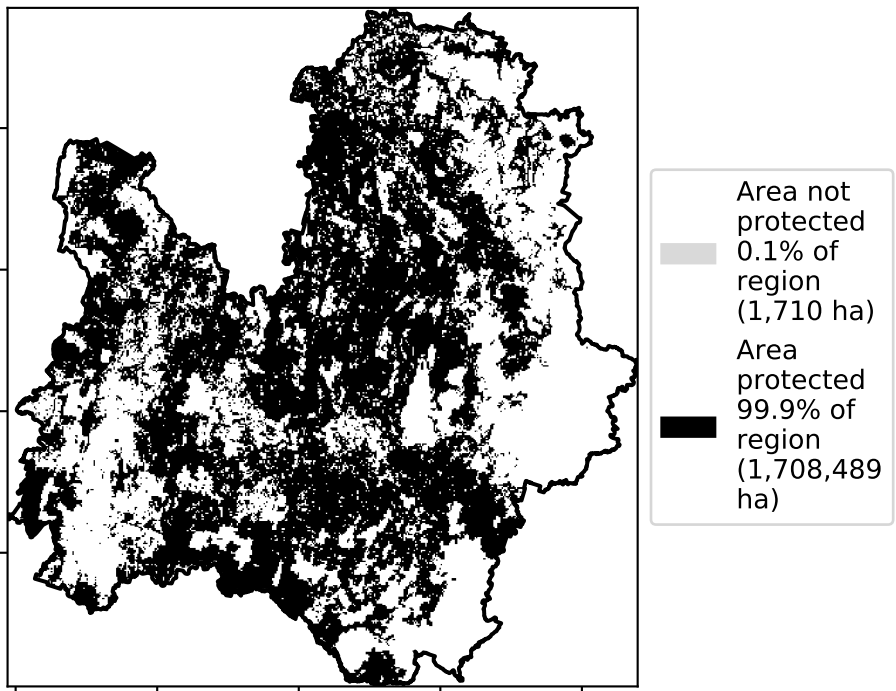 Area not
protected
0.1% of
region
(1,710 ha)
Area
protected
99.9% of
region
(1,708,489
ha)